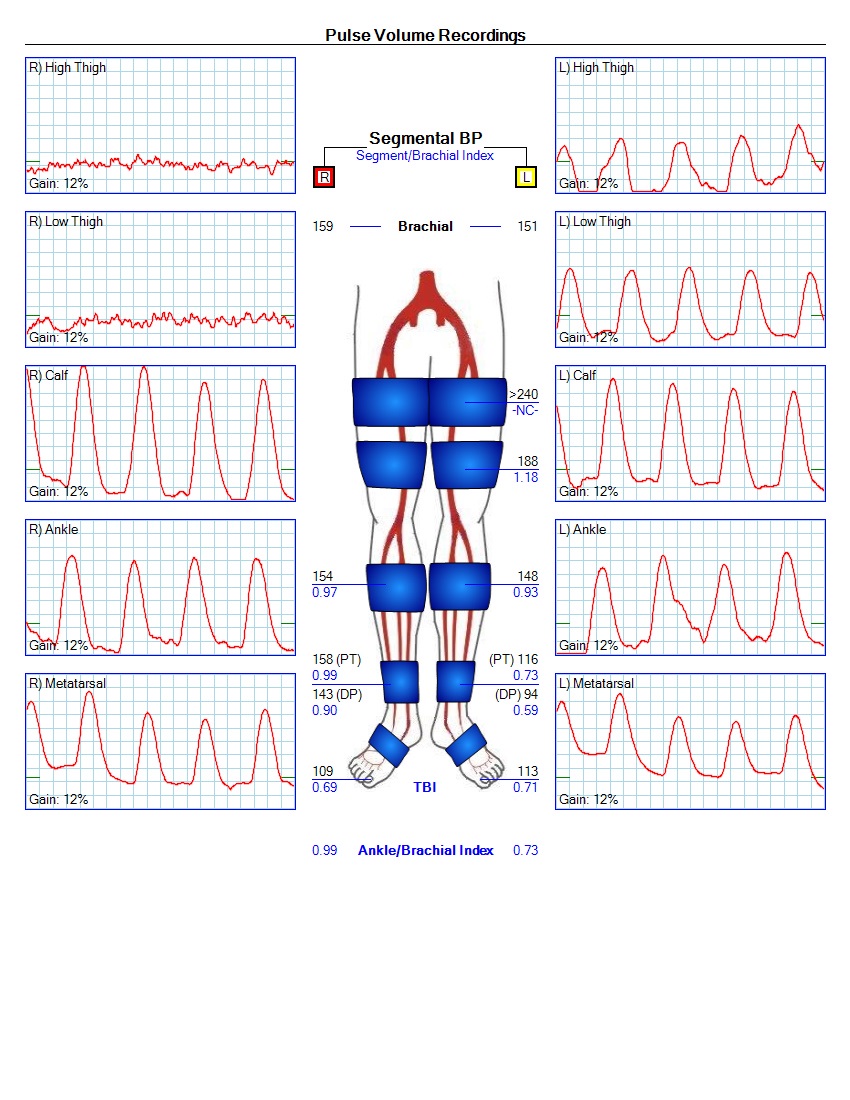 Pulse Volume Recordings
R) High Thigh
Gain: 12%
L) High Thigh
Gain: 12%
Segmental BP
Segment/Brachial Index
R
L
159 Brachial 151
R) Low Thigh
Gain: 12%
L) Low Thigh
Gain: 12%
>240
-NC-
R) Calf
Gain: 12%
L) Calf
Gain: 12%
188
1.18
R) Ankle
Gain: 12%
L) Ankle
Gain: 12%
154 148
0.97 0.93
158 (PT) (PT) 116
0.99 0.73
143 (DP) (DP) 94
0.90 0.59
R) Metatarsal
Gain: 12%
L) Metatarsal
Gain: 12%
109 113
0.69 TBI 0.71
0.99 Ankle/Brachial Index 0.73